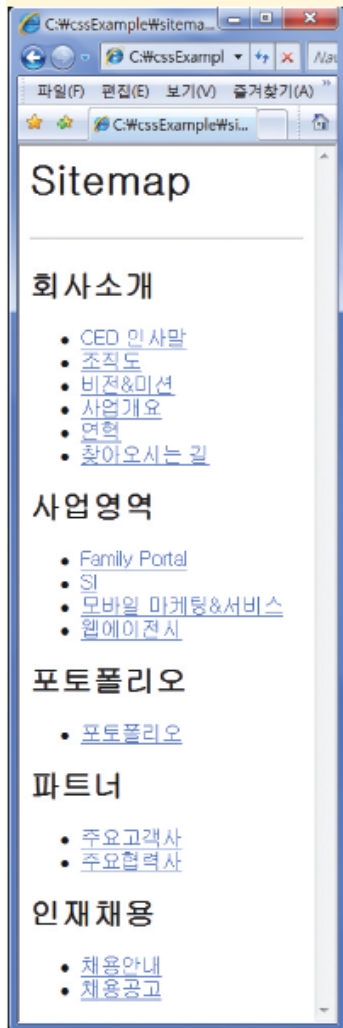 C:₩cssExample₩sitema...
C:₩cssExampl
파일(F) 편집(E) 보기(V) 즐겨찾기(A) »
C:₩cssExample₩si...
Sitemap
회사소개
• CEO 인사말
• 조직도
• 비전&미션
• 사업개요
• 연혁
• 찾아오시는 길
사업영역
• Family Portal
• SI
• 모바일 마케팅&서비스
• 웹에이전시
포토폴리오
• 포토폴리오
파트너
• 주요고객사
• 주요협력사
인재채용
• 채용안내
• 채용공고